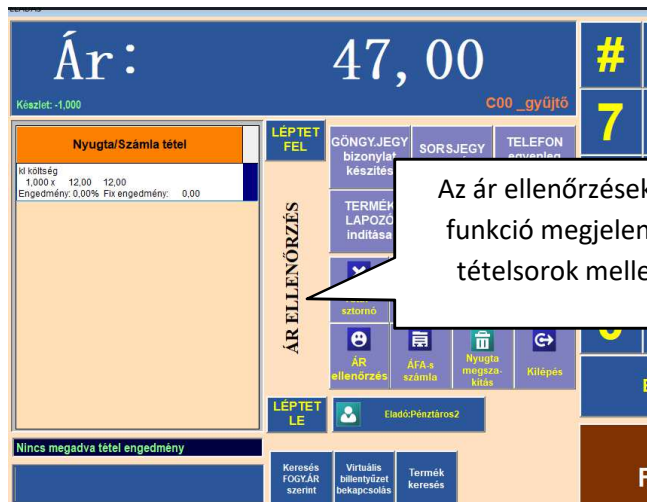 Ár: 47,00
#
Készlet: -1,000
C00 _gyűjtő
7
Nyugta/Számla tétel
LÉPTET
FEL
GÖNGY.JEGY
bizonylat
készítés
SORSJEGY
TELEFON
kl költség
1,000 x 12,00 12,00
Engedmény: 0,00% Fix engedmény: 0,00
TERMÉK
LAPOZÓ
indítása
ÁR ELLENŐRZÉS
Az ár ellenőrzések
funkció megjelen
tételsorok melle
sztornó
ÁR
ellenőrzés
ÁFA-s
számla
Nyugta
megsza-
kítás
Kilépés
LÉPTET
LE
Eladó:Pénztáros2
Nincs megadva tétel engedmény
Keresés
FOGY.ÁR
szerint
Virtuális
billentyűzet
bekapcsolás
Termék
keresés
F